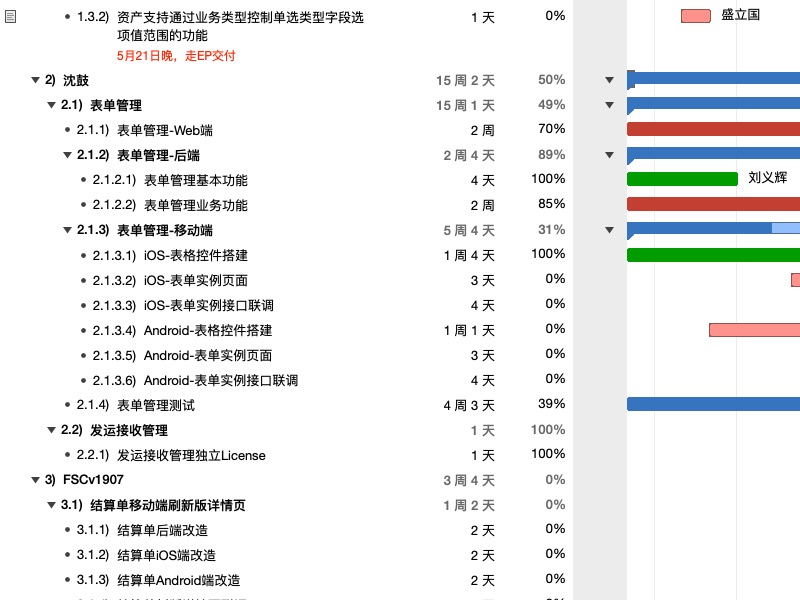 1.3.2) 资产支持通过业务类型控制单选类型字段选 1 天 0% 盛立国
项值范围的功能
5月21日晚，走EP交付
2) 沈鼓 15 周 2 天 50%
2.1) 表单管理 15 周 1 天 49%
2.1.1) 表单管理-Web端 2 周 70%
2.1.2) 表单管理-后端 2 周 4 天 89%
2.1.2.1) 表单管理基本功能 4 天 100% 刘义辉
2.1.2.2) 表单管理业务功能 2 周 85%
2.1.3) 表单管理-移动端 5 周 4 天 31%
2.1.3.1) iOS-表格控件搭建 1 周 4 天 100%
2.1.3.2) iOS-表单实例页面 3 天 0%
2.1.3.3) iOS-表单实例接口联调 4 天 0%
2.1.3.4) Android-表格控件搭建 1 周 1 天 0%
2.1.3.5) Android-表单实例页面 3 天 0%
2.1.3.6) Android-表单实例接口联调 4 天 0%
2.1.4) 表单管理测试 4 周 3 天 39%
2.2) 发运接收管理 1 天 100%
2.2.1) 发运接收管理独立License 1 天 100%
3) FSCv1907 3 周 4 天 0%
3.1) 结算单移动端刷新版详情页 1 周 2 天 0%
3.1.1) 结算单后端改造 2 天 0%
3.1.2) 结算单iOS端改造 2 天 0%
3.1.3) 结算单Android端改造 2 天 0%